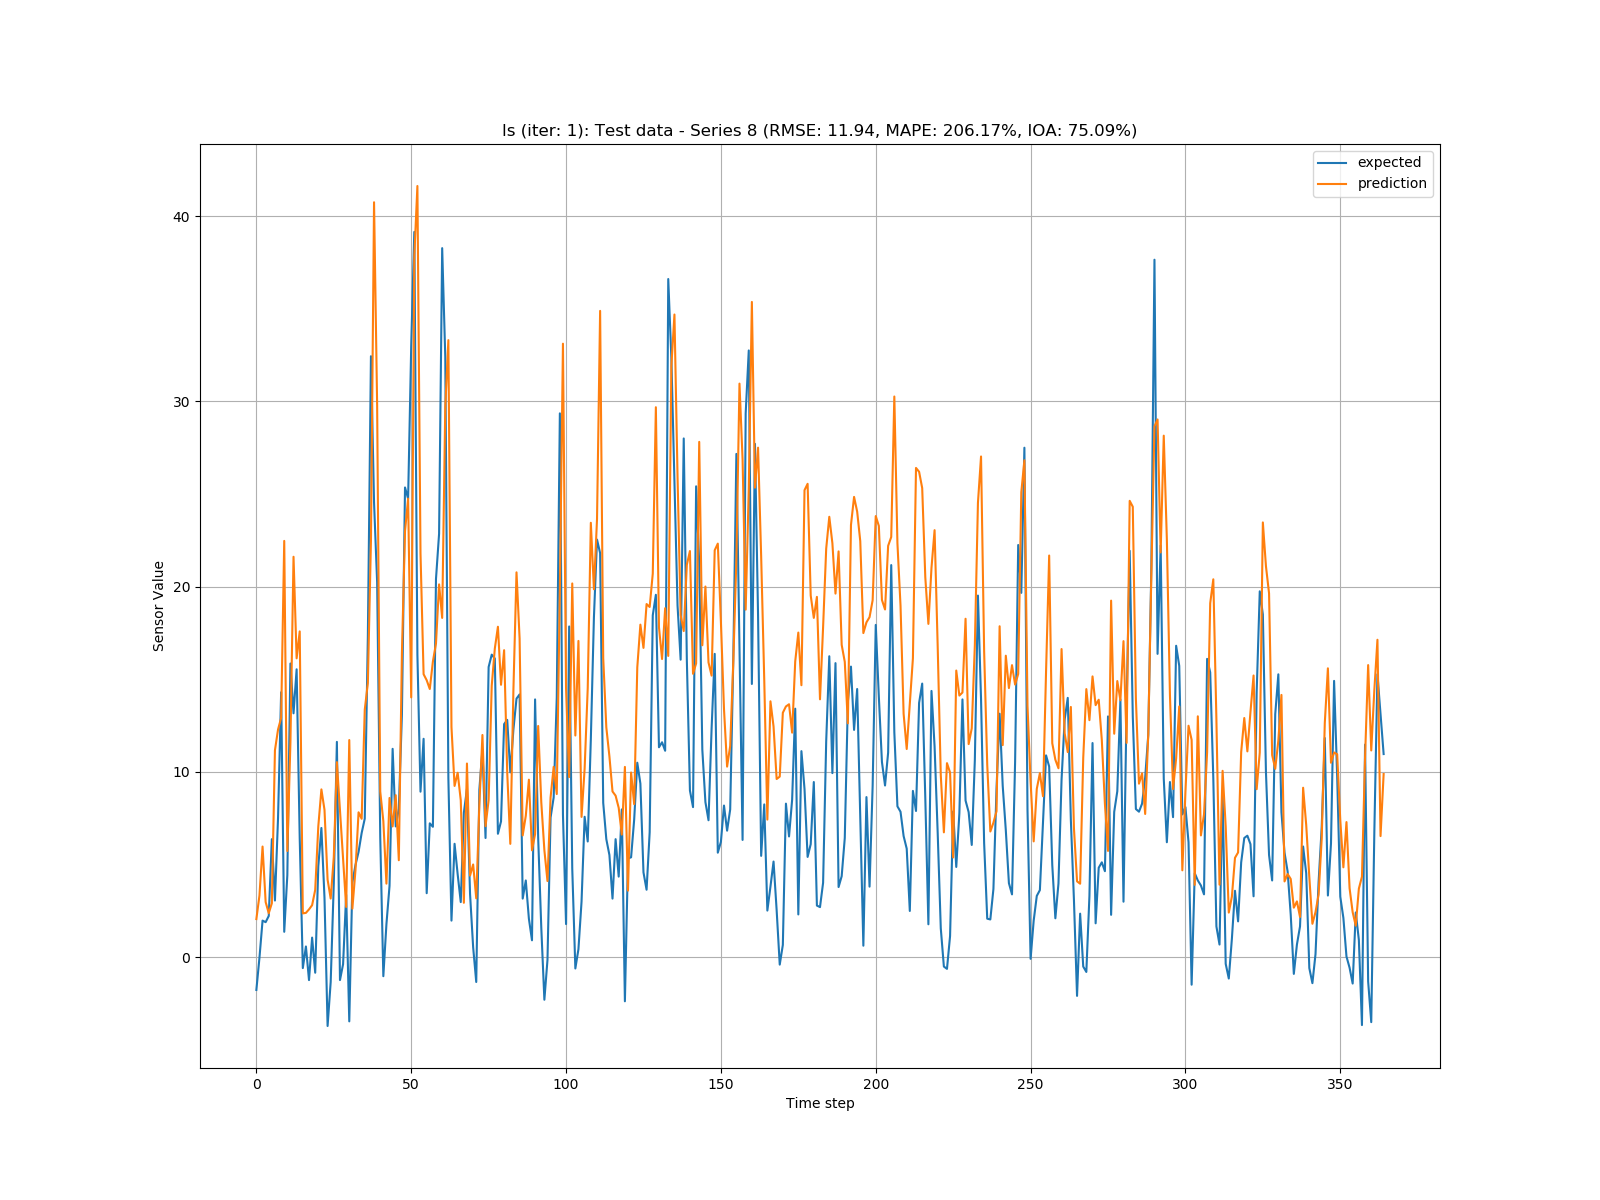 ls (iter: 1): Test data - Series 8 (RMSE: 11.94, MAPE: 206.17%, IOA: 75.09%)
expected
prediction
40
30
20
10
0
Sensor Value
0 50 100 150 200 250 300 350
Time step